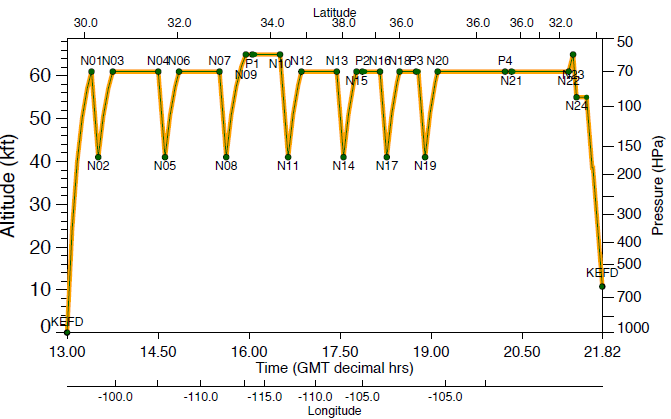 Latitude
30.0 32.0 34.0 38.0 36.0 36.0 36.0 32.0
N01 N03 N04 N06 N07 P1 N10 N12 N13 P2 N16 N18 P3 N20 P4
N09 N15 N21 N22 N23
N24
N02 N05 N08 N11 N14 N17 N19
KEFD
KEFD
Altitude (kft)
60
50
40
30
20
10
0
50
70
100
150
200
300
400
500
700
1000
Pressure (HPa)
13.00 14.50 16.00 17.50 19.00 20.50 21.82
Time (GMT decimal hrs)
-100.0 -110.0 -115.0 -110.0 -105.0 -105.0
Longitude